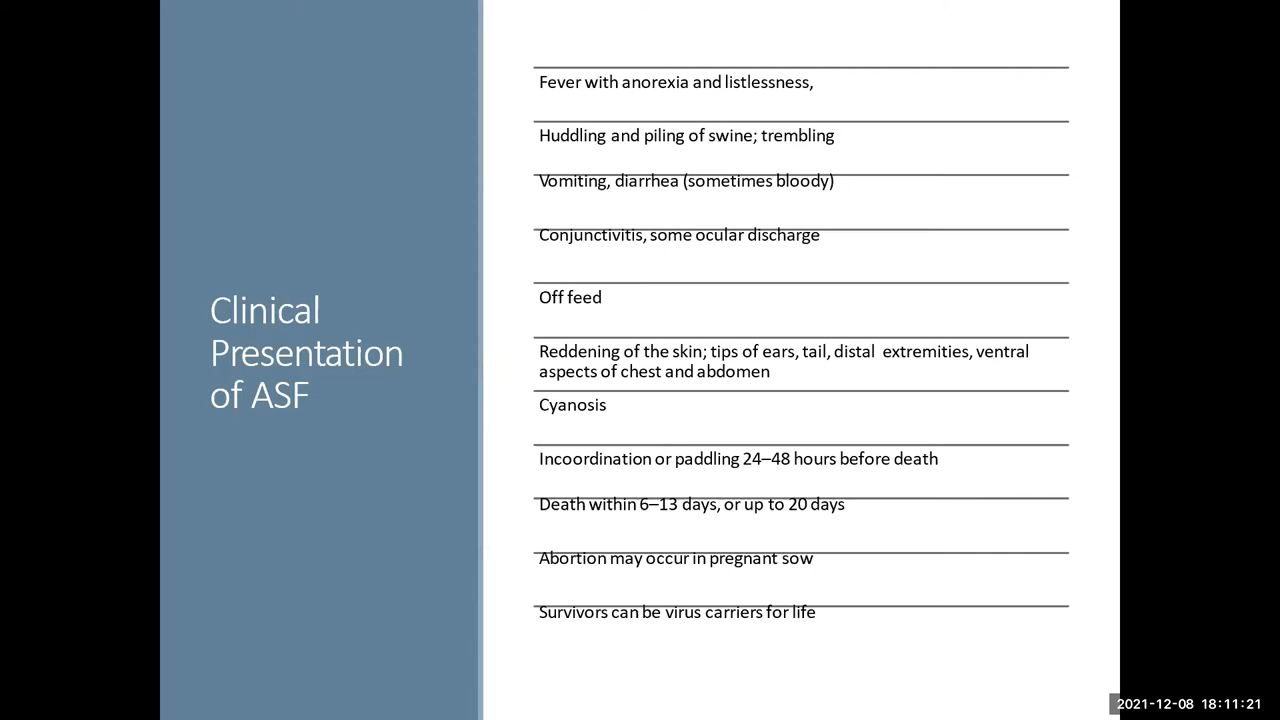 Clinical
Presentation
of ASF
Fever with anorexia and listlessness,
Huddling and piling of swine; trembling
Vomiting, diarrhea (sometimes bloody)
Conjunctivitis, some ocular discharge
Off feed
Reddening of the skin; tips of ears, tail, distal extremities, ventral
aspects of chest and abdomen
Cyanosis
Incoordination or paddling 24–48 hours before death
Death within 6–13 days, or up to 20 days
Abortion may occur in pregnant sow
Survivors can be virus carriers for life
2021-12-08 18:11:21